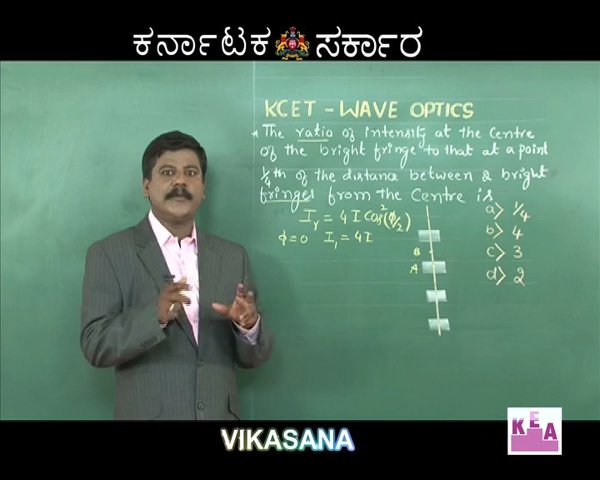 ಕರ್ನಾಟಕ ಸರ್ಕಾರ
KCET - WAVE OPTICS
* The ratio of intensity at the centre
of the bright fringe to that at a point
1/4th of the distance between 2 bright
fringes from the centre is
Ir = 4I cos²(ϕ/2)
ϕ=0 I1 = 4I
B
A
a> 1/4
b> 4
c> 3
d> 2
KEA
VIKASANA